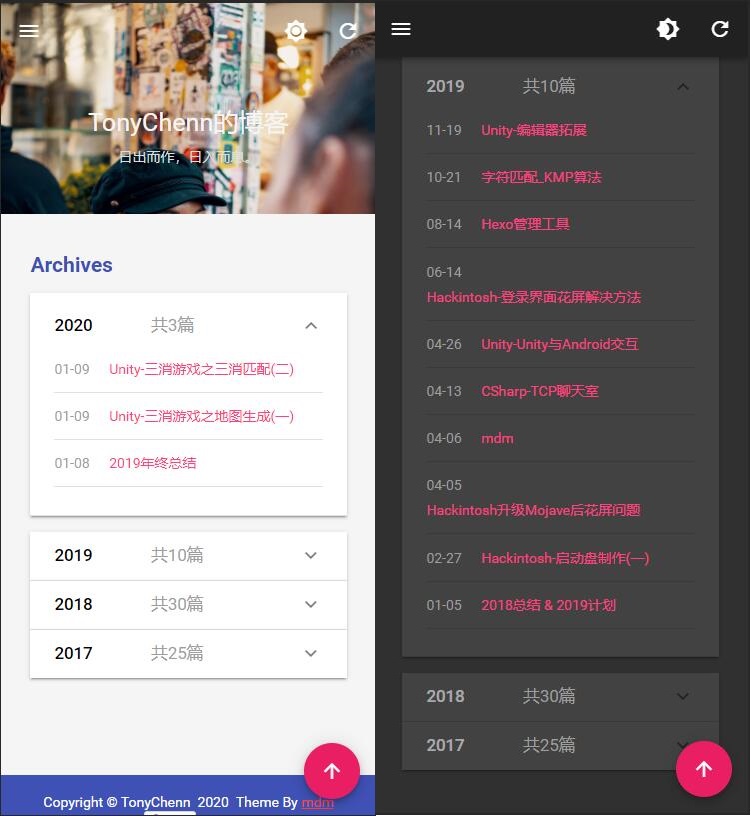 TonyChenn的博客
日出而作，日入而息。
Archives
2020 共3篇
01-09 Unity-三消游戏之三消匹配(二)
01-09 Unity-三消游戏之地图生成(一)
01-08 2019年终总结
2019 共10篇
2018 共30篇
2017 共25篇
Copyright © TonyChenn 2020 Theme By mdm
2019 共10篇
11-19 Unity-编辑器拓展
10-21 字符匹配_KMP算法
08-14 Hexo管理工具
06-14
Hackintosh-登录界面花屏解决方法
04-26 Unity-Unity与Android交互
04-13 CSharp-TCP聊天室
04-06 mdm
04-05
Hackintosh升级Mojave后花屏问题
02-27 Hackintosh-启动盘制作(一)
01-05 2018总结 & 2019计划
2018 共30篇
2017 共25篇